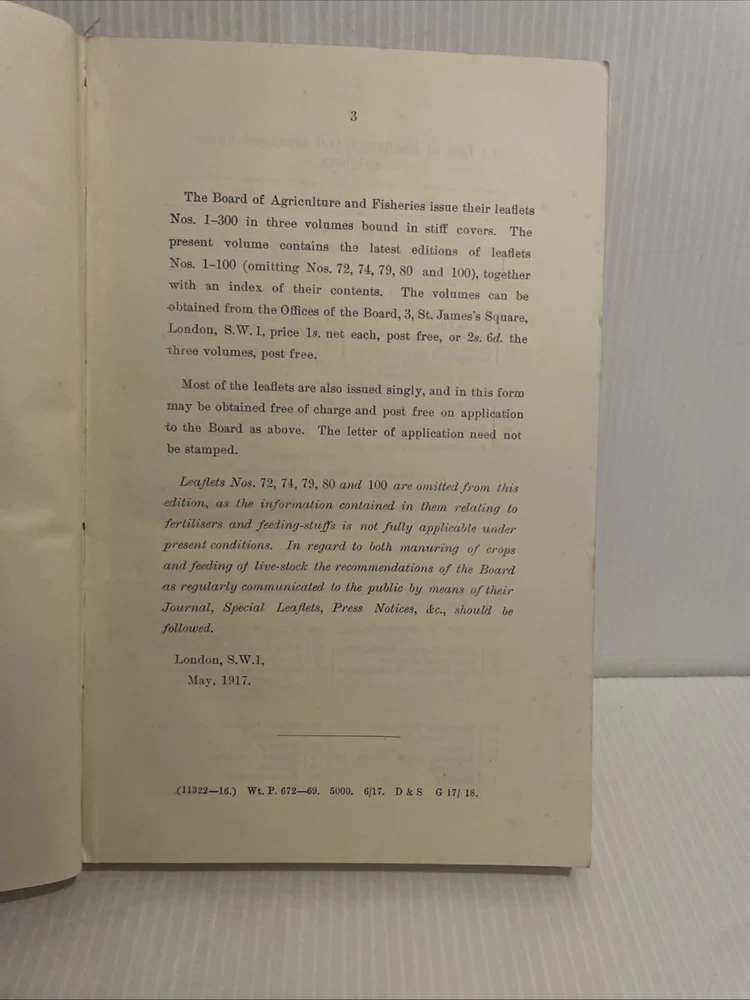 3
The Board of Agriculture and Fisheries issue their leaflets
Nos. 1–300 in three volumes bound in stiff covers. The
present volume contains the latest editions of leaflets
Nos. 1–100 (omitting Nos. 72, 74, 79, 80 and 100), together
with an index of their contents. The volumes can be
obtained from the Offices of the Board, 3, St. James's Square,
London, S.W. 1, price 1s. net each, post free, or 2s. 6d. the
three volumes, post free.
Most of the leaflets are also issued singly, and in this form
may be obtained free of charge and post free on application
to the Board as above. The letter of application need not
be stamped.
Leaflets Nos. 72, 74, 79, 80 and 100 are omitted from this
edition, as the information contained in them relating to
fertilisers and feeding-stuffs is not fully applicable under
present conditions. In regard to both manuring of crops
and feeding of live-stock the recommendations of the Board
as regularly communicated to the public by means of their
Journal, Special Leaflets, Press Notices, &c., should be
followed.
London, S.W.1,
May, 1917.
(11322—16.) Wt. P. 672—69. 5000. 6/17. D & S G 17/ 18.